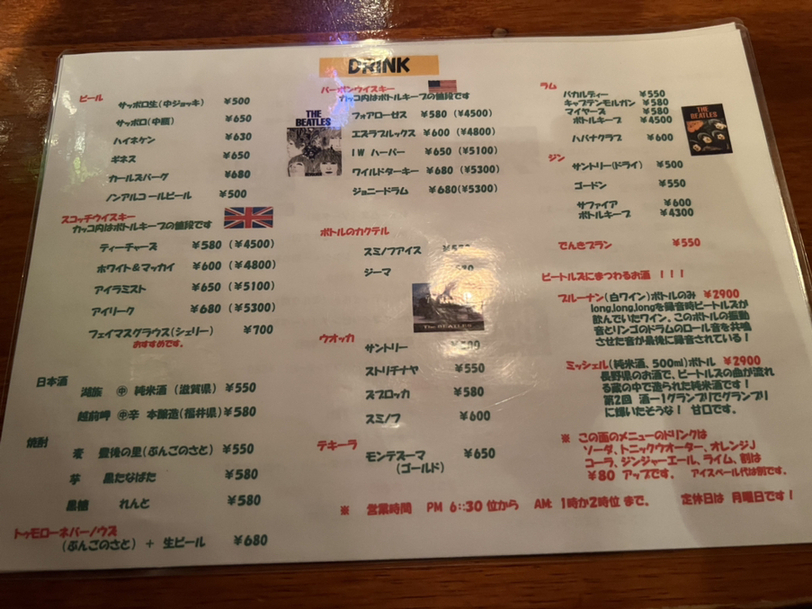 DRINK
ビール
サッポロ生(中ジョキ) ¥500
サッポロ(中瓶) ¥650
ハイネケン ¥630
ギネス ¥650
カールスバーグ ¥680
ノンアルコールビール ¥500
スコッチウイスキー
カッコ内はボトルキープの値段です
ティーチャーズ ¥580 (¥4500)
ホワイト&マッカイ ¥600 (¥4800)
アイラミスト ¥650 (¥5100)
アイリーク ¥680 (¥5300)
フェイマスグラウス(シェリー) ¥700
おすすめです。
日本酒
湖族 ㊥ 純米酒 (滋賀県) ¥550
越前岬 ㊥辛 本醸造(福井県) ¥580
焼酎
麦 豊後の里(ぶんごのさと) ¥550
芋 黒たなばた ¥580
黒糖 れんと ¥580
トゥモローネバーノウズ
(ぶんごのさと) + 生ビール ¥680
バーボンウイスキー
カッコ内はボトルキープの値段です
THE BEATLES
フォアローゼス ¥580 (¥4500)
エズラブルックス ¥600 (¥4800)
IW ハーパー ¥650 (¥5100)
ワイルドターキー ¥680 (¥5300)
ジョニードラム ¥680(¥5300)
ボトルのカクテル
スミノフアイス
ジーマ
The BEATLES
ウオッカ
サントリー
ストリチナヤ ¥550
ズブロッカ ¥580
スミノフ ¥600
テキーラ
モンテズーマ ¥650
(ゴールド)
ラム
バカルディー ¥550
キャプテンモルガン ¥580
マイヤーズ ¥580
ボトルキープ ¥4500
ハバナクラブ ¥600
THE BEATLES
ジン
サントリー(ドライ) ¥500
ゴードン ¥550
サファイア ¥600
ボトルキープ ¥4300
でんきブラン ¥550
ビートルズにまつわるお酒 !!!
ブルーナン(白ワイン)ボトルのみ ¥2900
long,long,longを録音時ビートルズが
飲んでいたワイン。このボトルの振動
音とリンゴのドラムのロール音を共鳴
させた音が最後に録音されている!
ミッシェル(純米酒、500ml)ボトル ¥2900
長野県のお酒で、ビートルズの曲が流れ
る蔵の中で造られた純米酒です!
第2回 酒ー1グランプリでグランプリ
に輝いたそうな! 甘口です。
※ この面のメニューのドリンクは
ソーダ、トニックウオーター、オレンジJ
コーラ、ジンジャーエール、ライム、割は
¥80 アップです。 アイスペール代は別です。
※ 営業時間 PM 6:30 位から AM: 1時か2時位 まで。 定休日は 月曜日です!